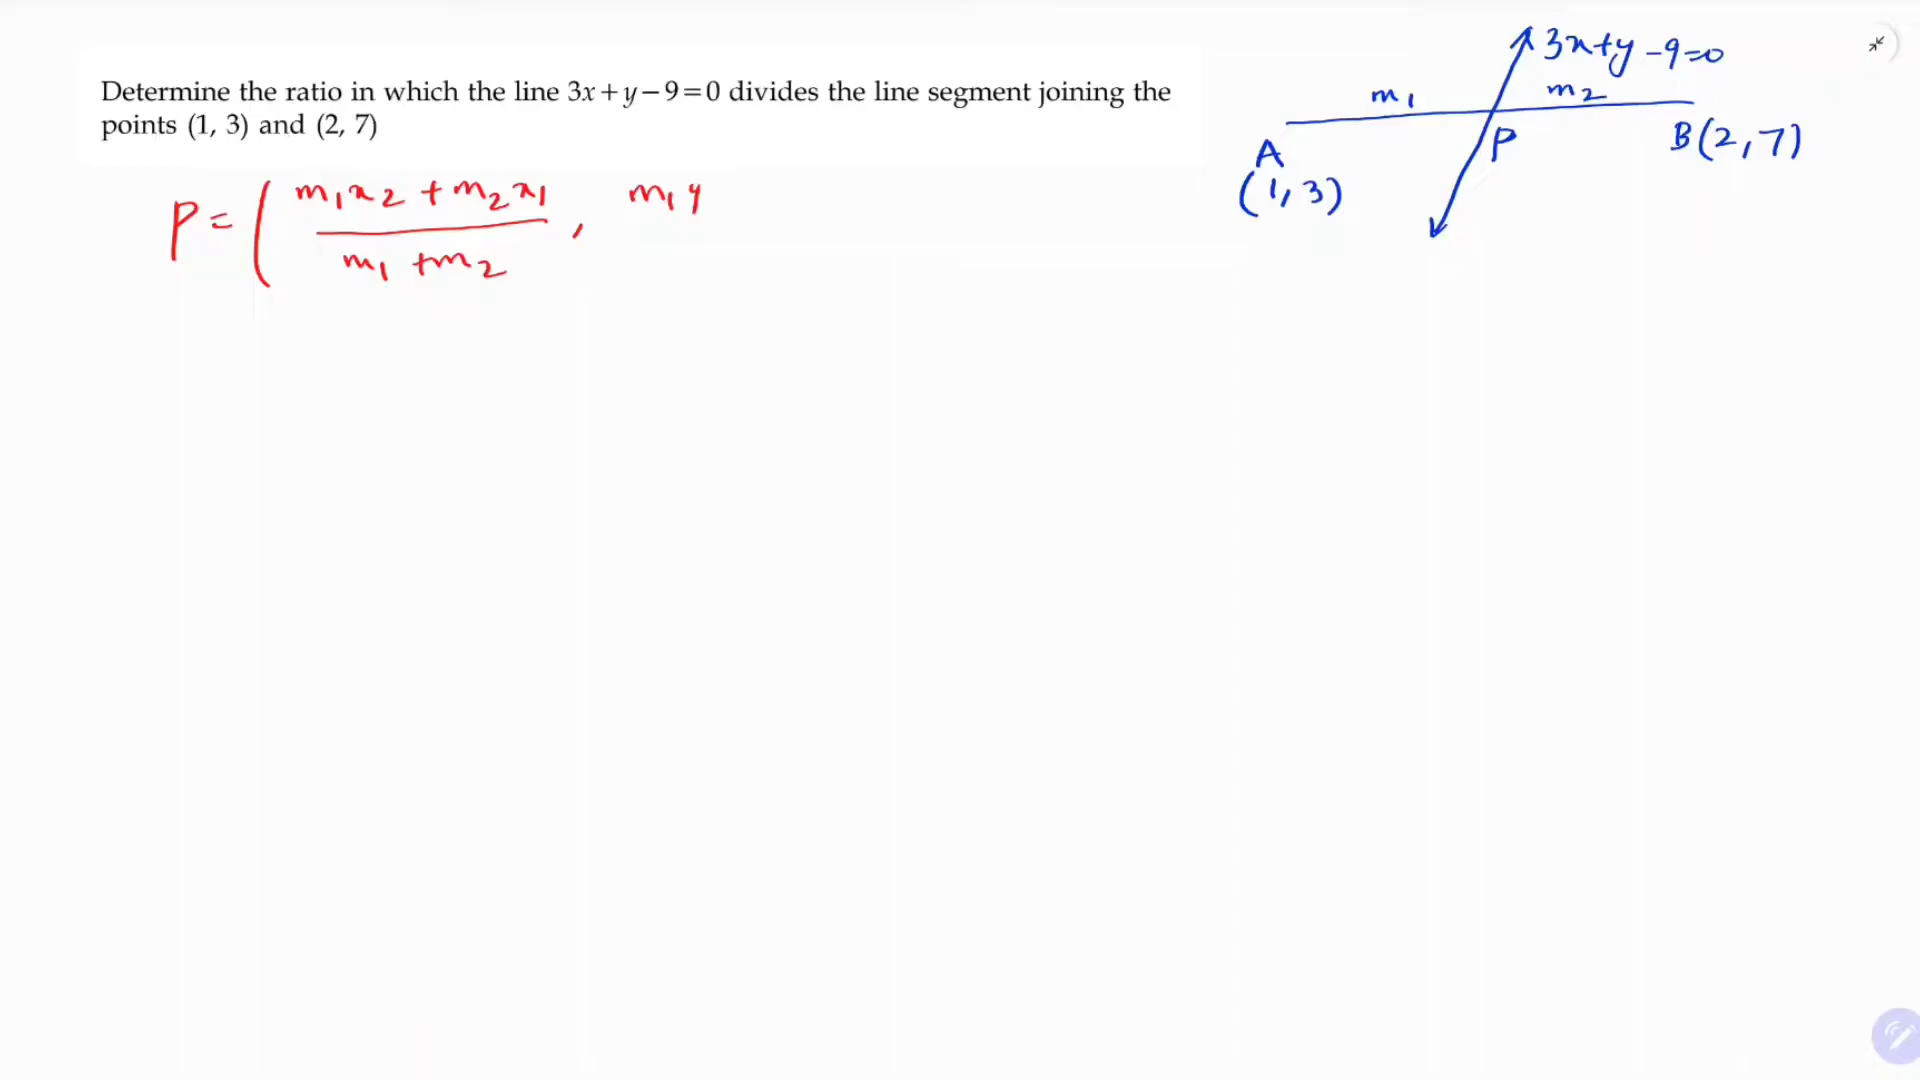 Determine the ratio in which the line 3x+y−9=0 divides the line segment joining the
points (1, 3) and (2, 7)
3x+y-9=0
m1 m2
A P B(2,7)
(1,3)
P = ( m1x2 + m2x1 , m1y
m1 + m2